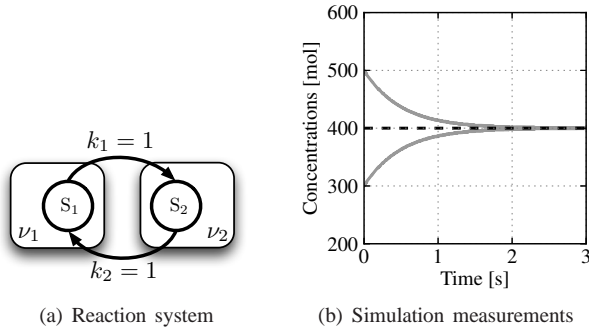 k₁ = 1
S₁
S₂
ν₁
ν₂
k₂ = 1
(a) Reaction system
Concentrations [mol]
600
500
400
300
200
0
1
2
3
Time [s]
(b) Simulation measurements